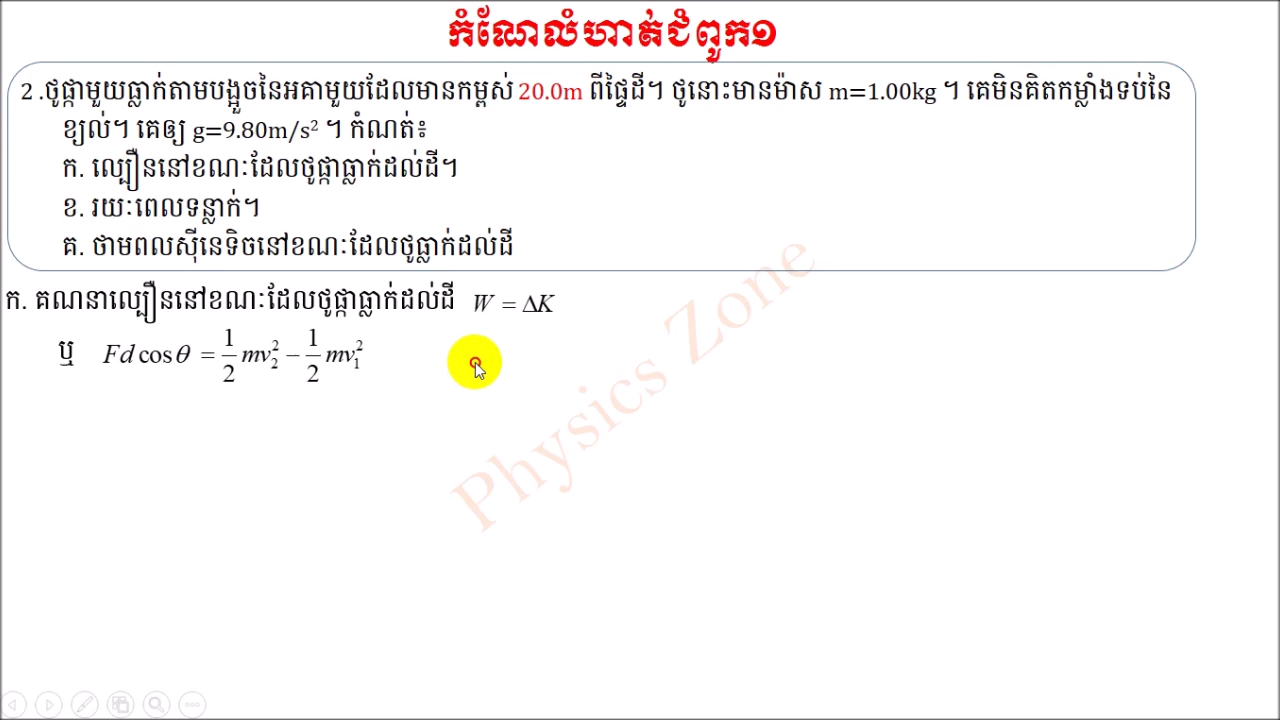 កំណែលំហាត់ជំពូក១
2 .ថូផ្កាមួយធ្លាក់តាមបង្អួចនៃអគារមួយដែលមានកម្ពស់ 20.0m ពីផ្ទៃដី។ ថូនោះមានម៉ាស m=1.00kg ។ គេមិនគិតកម្លាំងទប់នៃ
ខ្យល់។ គេឲ្យ g=9.80m/s² ។ កំណត់៖
ក. ល្បឿននៅខណៈដែលថូផ្កាធ្លាក់ដល់ដី។
ខ. រយៈពេលទន្លាក់។
គ. ថាមពលស៊ីនេទិចនៅខណៈដែលថូធ្លាក់ដល់ដី
ក. គណនាល្បឿននៅខណៈដែលថូផ្កាធ្លាក់ដល់ដី W = ΔK
ឬ Fd cos θ = 1/2 mv₂² − 1/2 mv₁²
Physics Zone